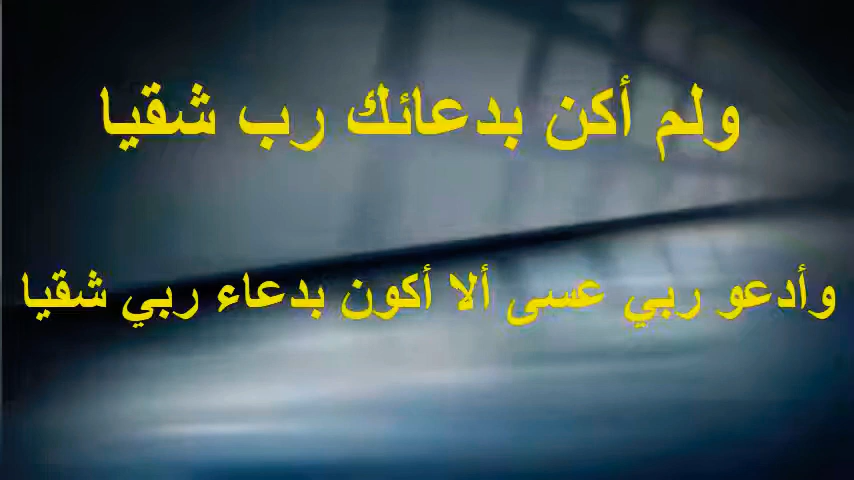 ولم أكن بدعائك رب شقيا
وأدعو ربي عسى ألا أكون بدعاء ربي شقيا